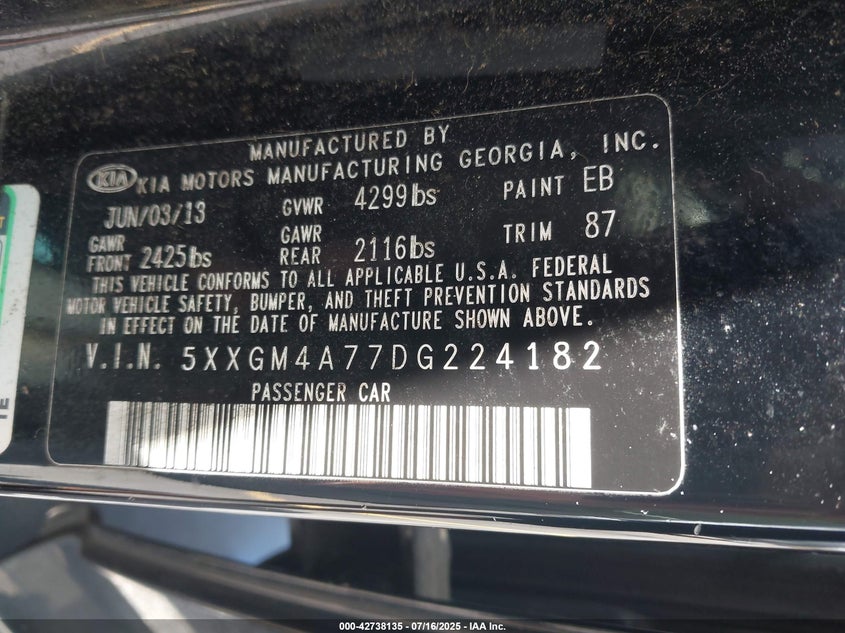 MANUFACTURED BY
KIA KIA MOTORS MANUFACTURING GEORGIA, INC.
JUN/03/13 GVWR 4299lbs PAINT EB
GAWR FRONT 2425lbs GAWR REAR 2116lbs TRIM 87
THIS VEHICLE CONFORMS TO ALL APPLICABLE U.S.A. FEDERAL
MOTOR VEHICLE SAFETY, BUMPER, AND THEFT PREVENTION STANDARDS
IN EFFECT ON THE DATE OF MANUFACTURE SHOWN ABOVE.
V.I.N. 5XXGM4A77DG224182
PASSENGER CAR
000-42738135 - 07/16/2025 - IAA Inc.